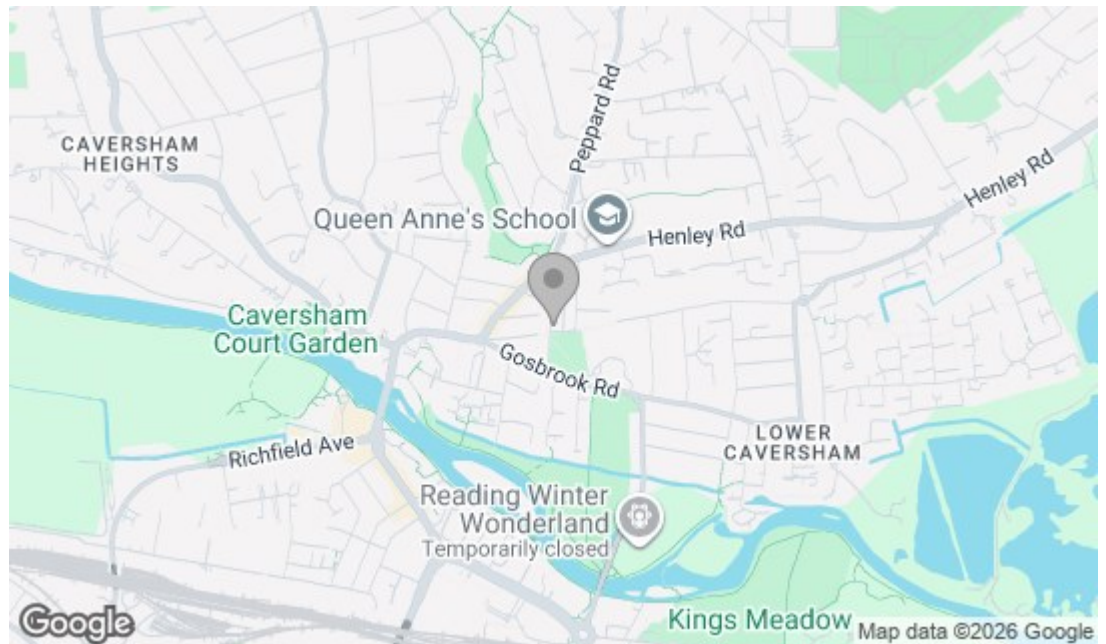 Peppard Rd
CAVERSHAM
HEIGHTS
Queen Anne's School
Henley Rd
Henley Rd
Caversham
Court Garden
Gosbrook Rd
LOWER
CAVERSHAM
Richfield Ave
Reading Winter
Wonderland
Temporarily closed
Kings Meadow
Google
Map data ©2026 Google